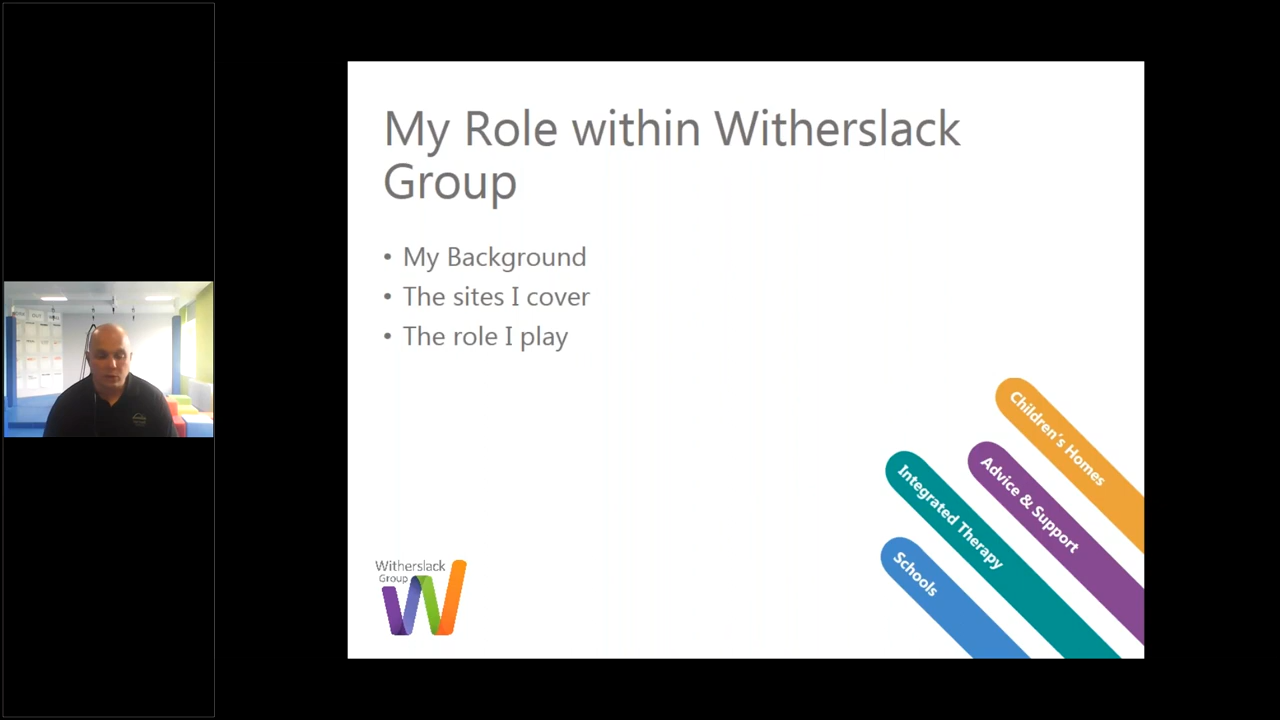 My Role within Witherslack
Group
• My Background
• The sites I cover
• The role I play
Children's Homes
Advice & Support
Integrated Therapy
Schools
Witherslack
Group